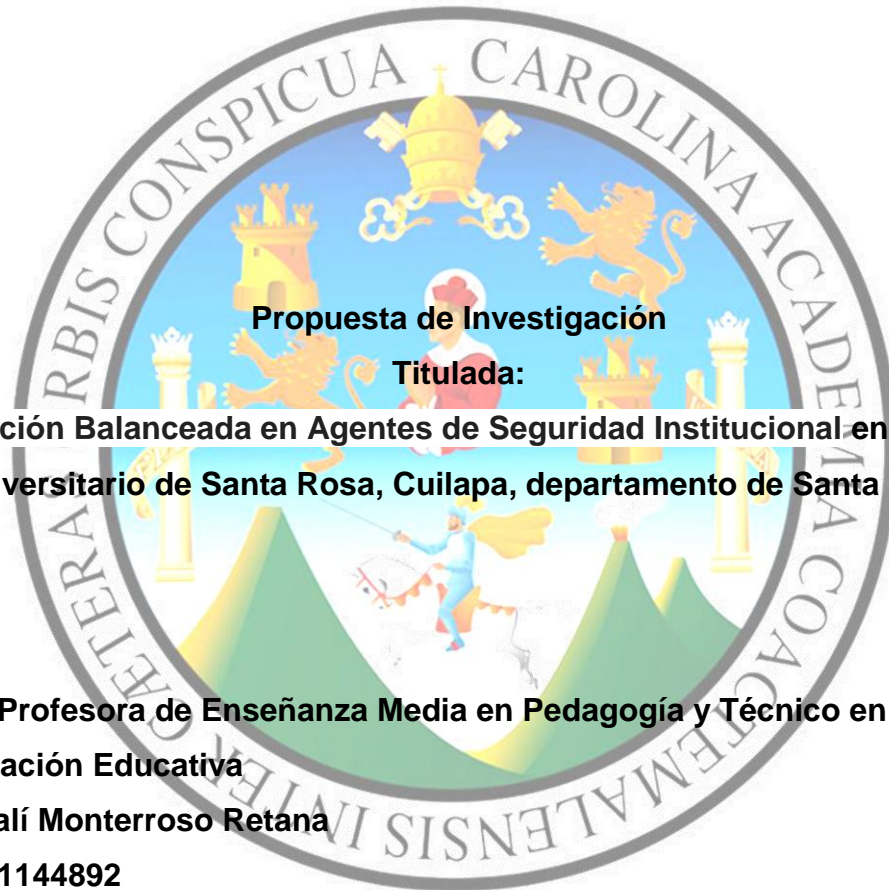 CONSPICUA CAROLINA ACADEMIA COACTEMALENSIS INTER CÆTERAS ORBIS
Propuesta de Investigación
Titulada:
ción Balanceada en Agentes de Seguridad Institucional en
versitario de Santa Rosa, Cuilapa, departamento de Santa
Profesora de Enseñanza Media en Pedagogía y Técnico en
ación Educativa
alí Monterroso Retana
1144892